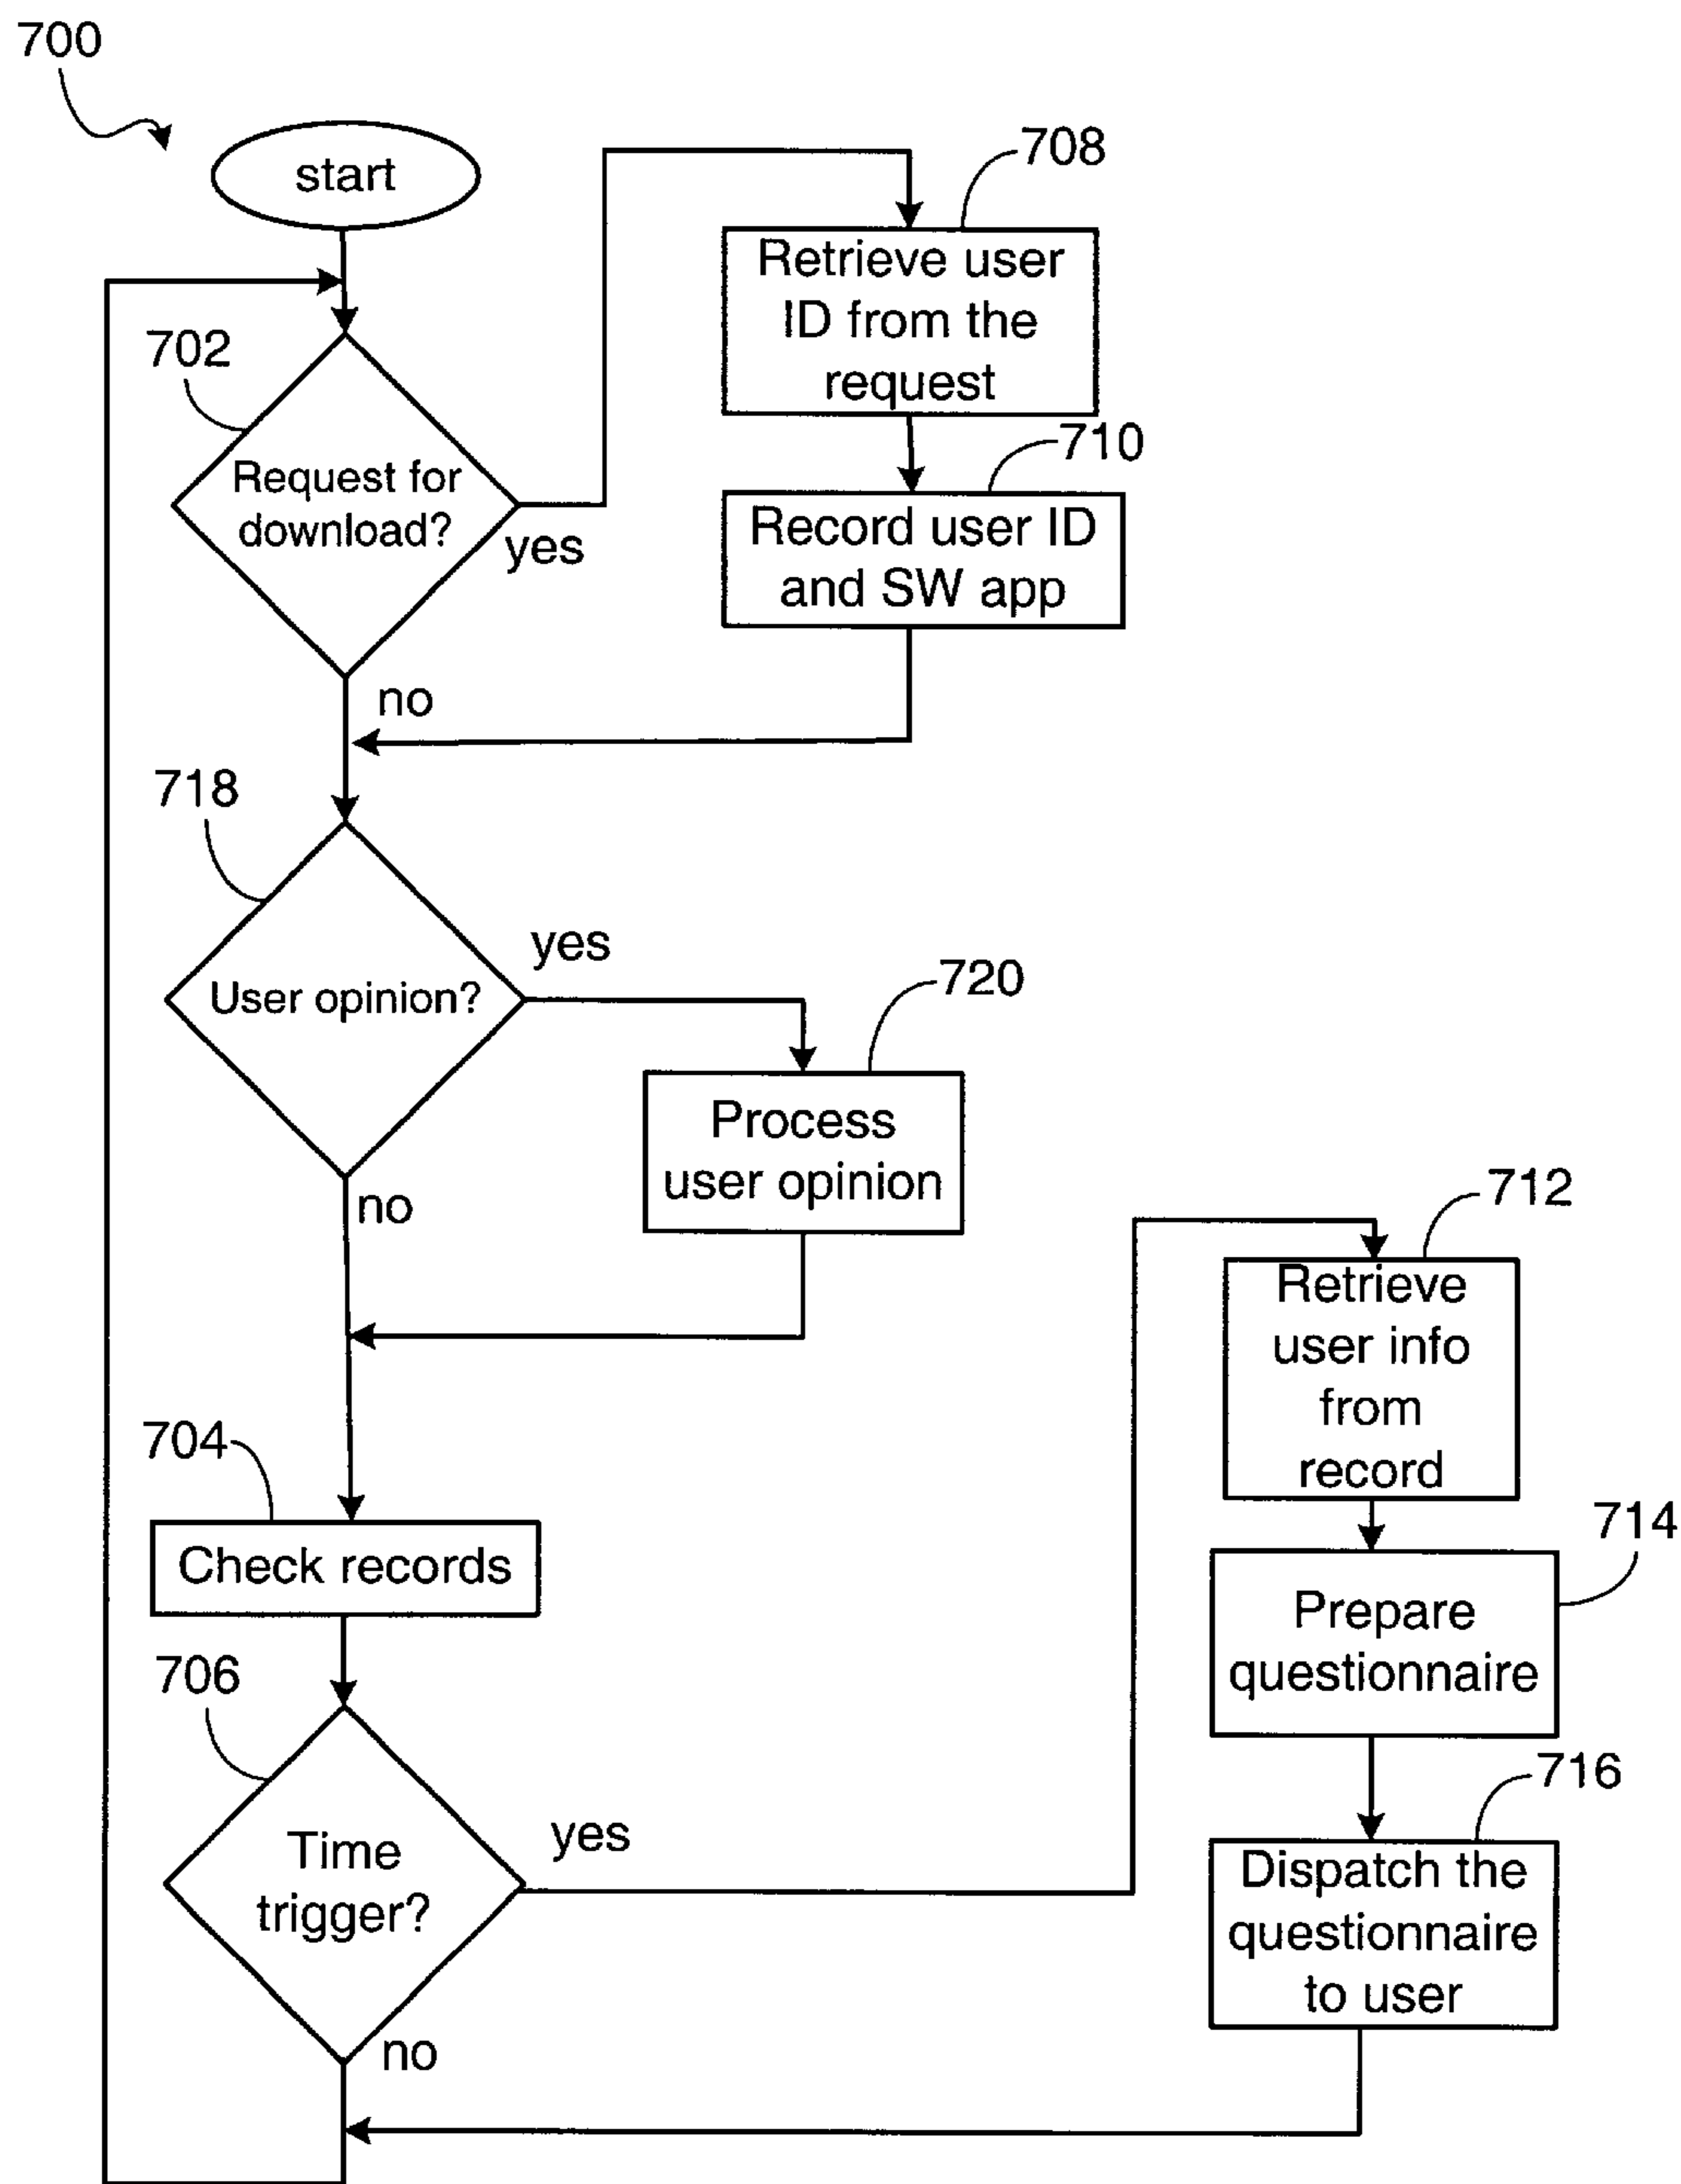 700
start
708
Retrieve user
ID from the
request
702
Request for
download?
yes
710
Record user ID
and SW app
no
718
User opinion?
yes
720
Process
user opinion
no
712
Retrieve
user info
from
record
704
Check records
714
Prepare
questionnaire
706
Time
trigger?
yes
716
Dispatch the
questionnaire
to user
no